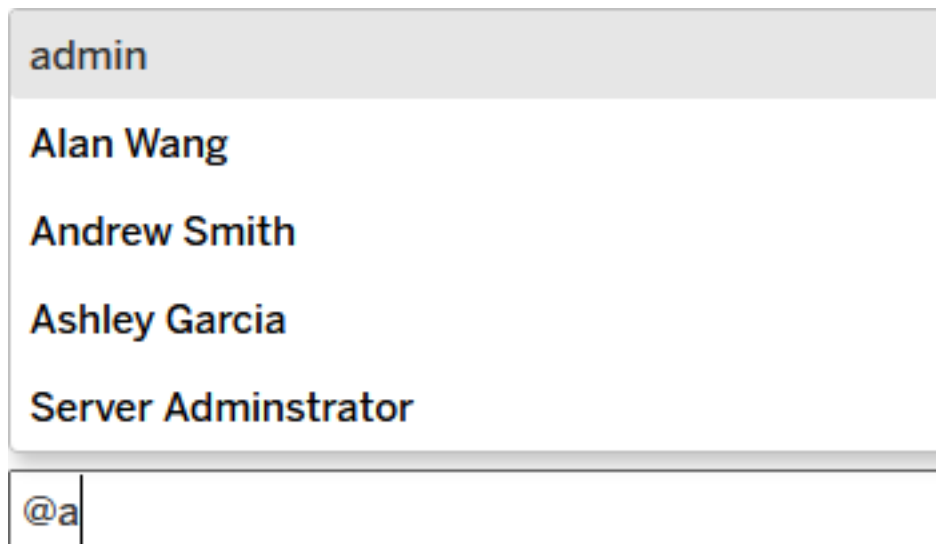 admin
Alan Wang
Andrew Smith
Ashley Garcia
Server Adminstrator
@a